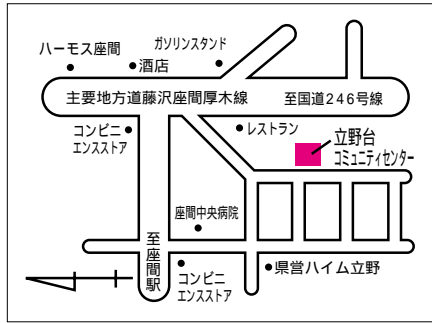 ハーモス座間
酒店
ガソリンスタンド
主要地方道藤沢座間厚木線
至国道246号線
コンビニ
エンスストア
レストラン
立野台
コミュニティセンター
座間中央病院
至座間駅
コンビニ
エンスストア
県営ハイム立野